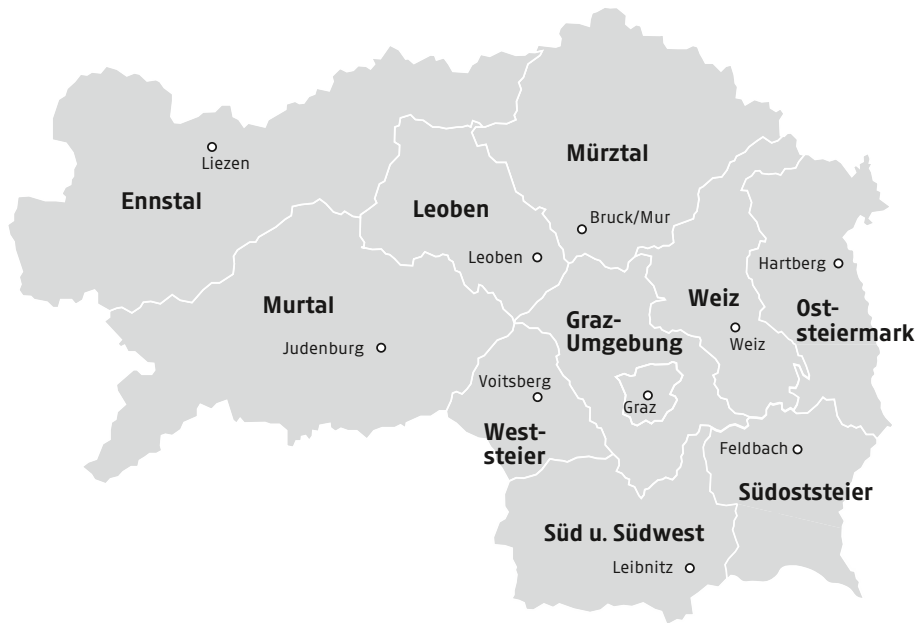 Mürztal
Liezen
Ennstal
Leoben
Bruck/Mur
Leoben
Hartberg
Murtal
Weiz
Ost-
steiermark
Graz-
Umgebung
Judenburg
Weiz
Voitsberg
Graz
West-
steier
Feldbach
Südoststeier
Süd u. Südwest
Leibnitz